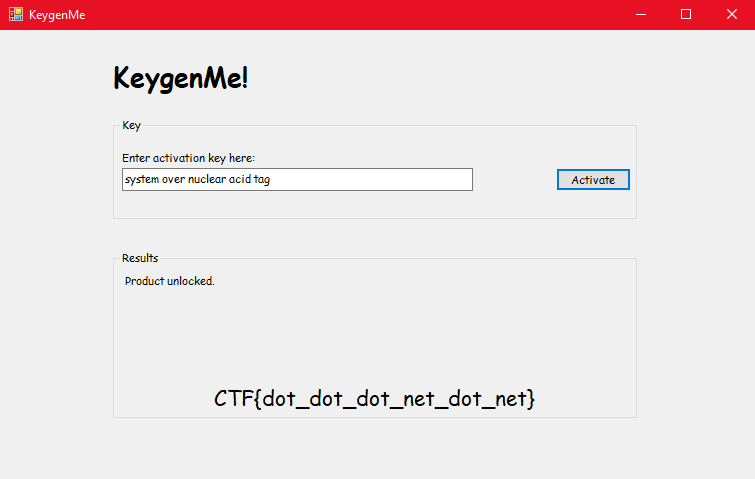 KeygenMe
KeygenMe!
Key
Enter activation key here:
system over nuclear acid tag
Activate
Results
Product unlocked.
CTF{dot_dot_dot_net_dot_net}